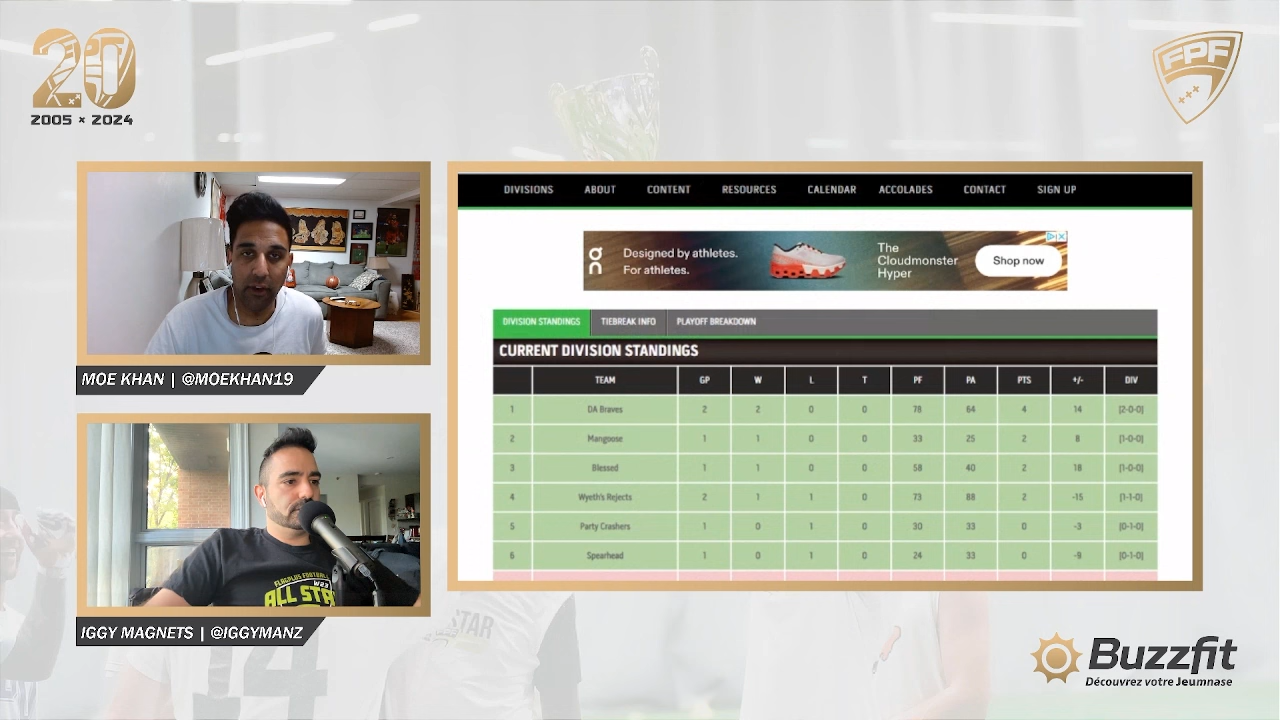 20
2005 × 2024
FPF
MOE KHAN | @MOEKHAN19
FLAGPLUS FOOTBALL
ALL STAR
IGGY MAGNETS | @IGGYMANZ
DIVISIONS ABOUT CONTENT RESOURCES CALENDAR ACCOLADES CONTACT SIGN UP
Designed by athletes.
For athletes.
The
Cloudmonster
Hyper
Shop now
DIVISION STANDINGS TIEBREAK INFO PLAYOFF BREAKDOWN
CURRENT DIVISION STANDINGS
TEAM GP W L T PF PA PTS +/- DIV
1 DA Braves 2 2 0 0 78 64 4 14 [2-0-0]
2 Mangoose 1 1 0 0 33 25 2 8 [1-0-0]
3 Blessed 1 1 0 0 58 40 2 18 [1-0-0]
4 Wyeth's Rejects 2 1 1 0 73 88 2 -15 [1-1-0]
5 Party Crashers 1 0 1 0 30 33 0 -3 [0-1-0]
6 Spearhead 1 0 1 0 24 33 0 -9 [0-1-0]
STAR
14
Buzzfit
Découvrez votre Jeumnase